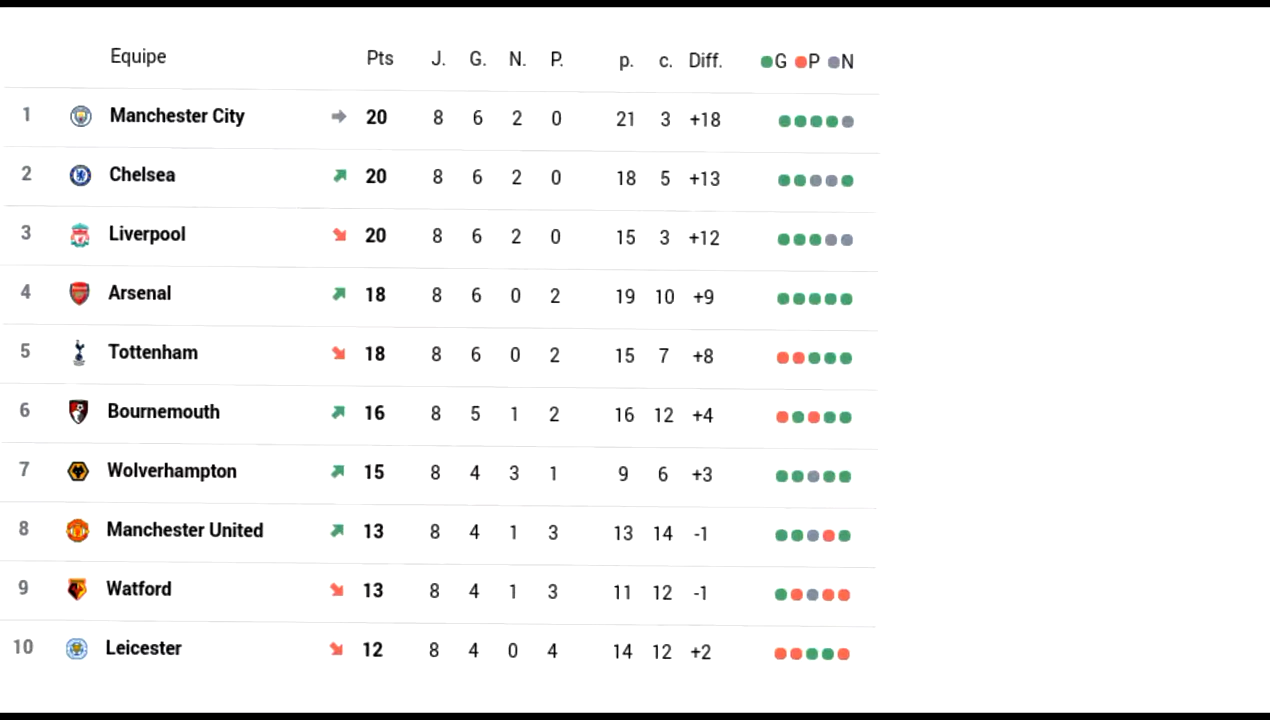 Equipe Pts J. G. N. P. p. c. Diff. G P N
1 Manchester City 20 8 6 2 0 21 3 +18
2 Chelsea 20 8 6 2 0 18 5 +13
3 Liverpool 20 8 6 2 0 15 3 +12
4 Arsenal 18 8 6 0 2 19 10 +9
5 Tottenham 18 8 6 0 2 15 7 +8
6 Bournemouth 16 8 5 1 2 16 12 +4
7 Wolverhampton 15 8 4 3 1 9 6 +3
8 Manchester United 13 8 4 1 3 13 14 -1
9 Watford 13 8 4 1 3 11 12 -1
10 Leicester 12 8 4 0 4 14 12 +2